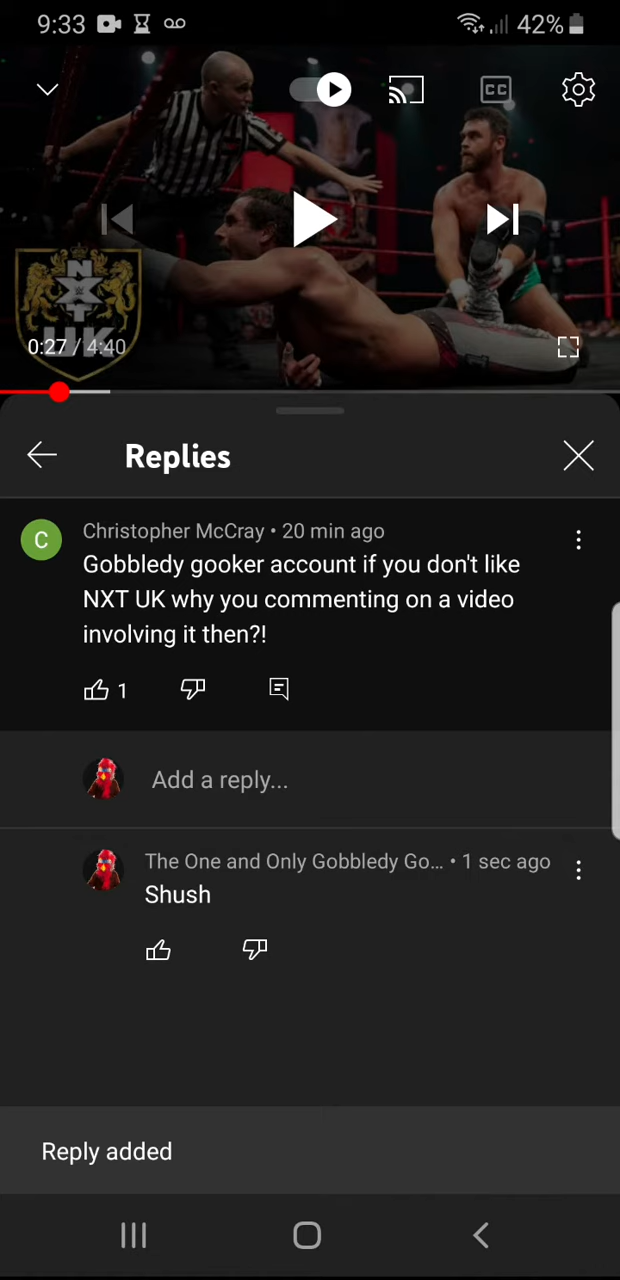 9:33
42%
CC
NXT
UK
0:27 / 4:40
Replies
C
Christopher McCray • 20 min ago
Gobbledy gooker account if you don't like
NXT UK why you commenting on a video
involving it then?!
1
Add a reply...
The One and Only Gobbledy Go... • 1 sec ago
Shush
Reply added